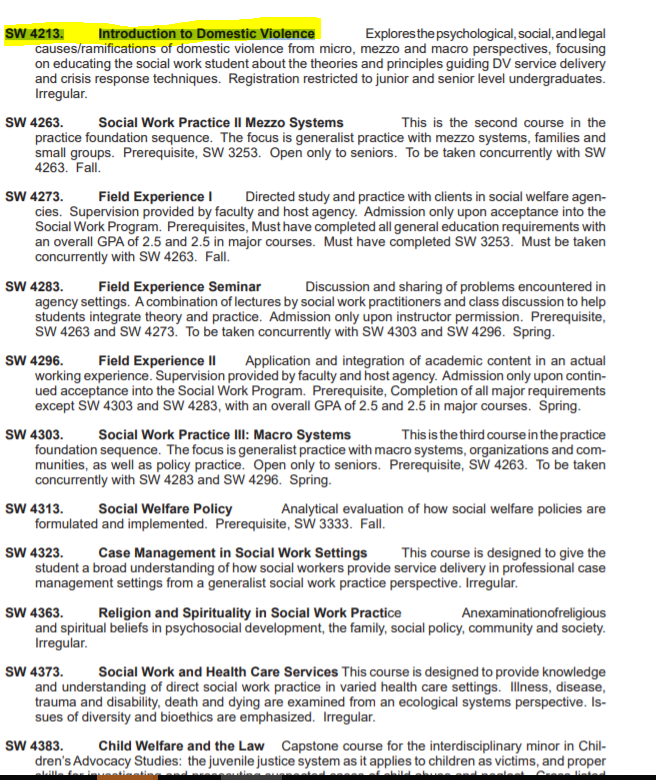 SW 4213. Introduction to Domestic Violence Explores the psychological, social, and legal
causes/ramifications of domestic violence from micro, mezzo and macro perspectives, focusing
on educating the social work student about the theories and principles guiding DV service delivery
and crisis response techniques. Registration restricted to junior and senior level undergraduates.
Irregular.
SW 4263. Social Work Practice II Mezzo Systems This is the second course in the
practice foundation sequence. The focus is generalist practice with mezzo systems, families and
small groups. Prerequisite, SW 3253. Open only to seniors. To be taken concurrently with SW
4263. Fall.
SW 4273. Field Experience I Directed study and practice with clients in social welfare agen-
cies. Supervision provided by faculty and host agency. Admission only upon acceptance into the
Social Work Program. Prerequisites, Must have completed all general education requirements with
an overall GPA of 2.5 and 2.5 in major courses. Must have completed SW 3253. Must be taken
concurrently with SW 4263. Fall.
SW 4283. Field Experience Seminar Discussion and sharing of problems encountered in
agency settings. A combination of lectures by social work practitioners and class discussion to help
students integrate theory and practice. Admission only upon instructor permission. Prerequisite,
SW 4263 and SW 4273. To be taken concurrently with SW 4303 and SW 4296. Spring.
SW 4296. Field Experience II Application and integration of academic content in an actual
working experience. Supervision provided by faculty and host agency. Admission only upon contin-
ued acceptance into the Social Work Program. Prerequisite, Completion of all major requirements
except SW 4303 and SW 4283, with an overall GPA of 2.5 and 2.5 in major courses. Spring.
SW 4303. Social Work Practice III: Macro Systems This is the third course in the practice
foundation sequence. The focus is generalist practice with macro systems, organizations and com-
munities, as well as policy practice. Open only to seniors. Prerequisite, SW 4263. To be taken
concurrently with SW 4283 and SW 4296. Spring.
SW 4313. Social Welfare Policy Analytical evaluation of how social welfare policies are
formulated and implemented. Prerequisite, SW 3333. Fall.
SW 4323. Case Management in Social Work Settings This course is designed to give the
student a broad understanding of how social workers provide service delivery in professional case
management settings from a generalist social work practice perspective. Irregular.
SW 4363. Religion and Spirituality in Social Work Practice An examination of religious
and spiritual beliefs in psychosocial development, the family, social policy, community and society.
Irregular.
SW 4373. Social Work and Health Care Services This course is designed to provide knowledge
and understanding of direct social work practice in varied health care settings. Illness, disease,
trauma and disability, death and dying are examined from an ecological systems perspective. Is-
sues of diversity and bioethics are emphasized. Irregular.
SW 4383. Child Welfare and the Law Capstone course for the interdisciplinary minor in Chil-
dren's Advocacy Studies: the juvenile justice system as it applies to children as victims, and proper
skills for investigating and prosecuting suspected cases of child abuse and neglect. Cross listed